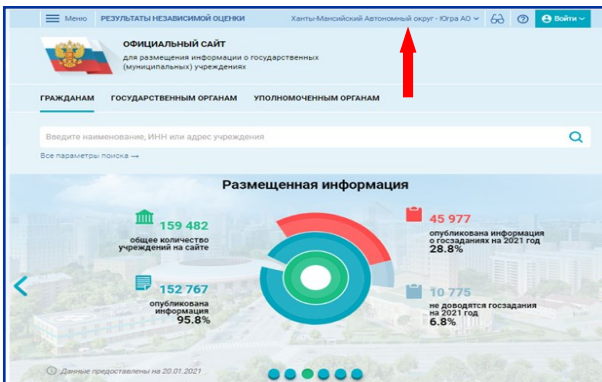 Меню РЕЗУЛЬТАТЫ НЕЗАВИСИМОЙ ОЦЕНКИ Ханты-Мансийский Автономный округ - Югра АО Войти
ОФИЦИАЛЬНЫЙ САЙТ
для размещения информации о государственных
(муниципальных) учреждениях
ГРАЖДАНАМ ГОСУДАРСТВЕННЫМ ОРГАНАМ УПОЛНОМОЧЕННЫМ ОРГАНАМ
Введите наименование, ИНН или адрес учреждения
Все параметры поиска →
Размещенная информация
159 482
общее количество
учреждений на сайте
152 767
опубликована
информация
95.8%
45 977
опубликована информация
о госзаданиях на 2021 год
28.8%
10 775
не доводятся госзадания
на 2021 год
6.8%
Данные предоставлены на 20.01.2021